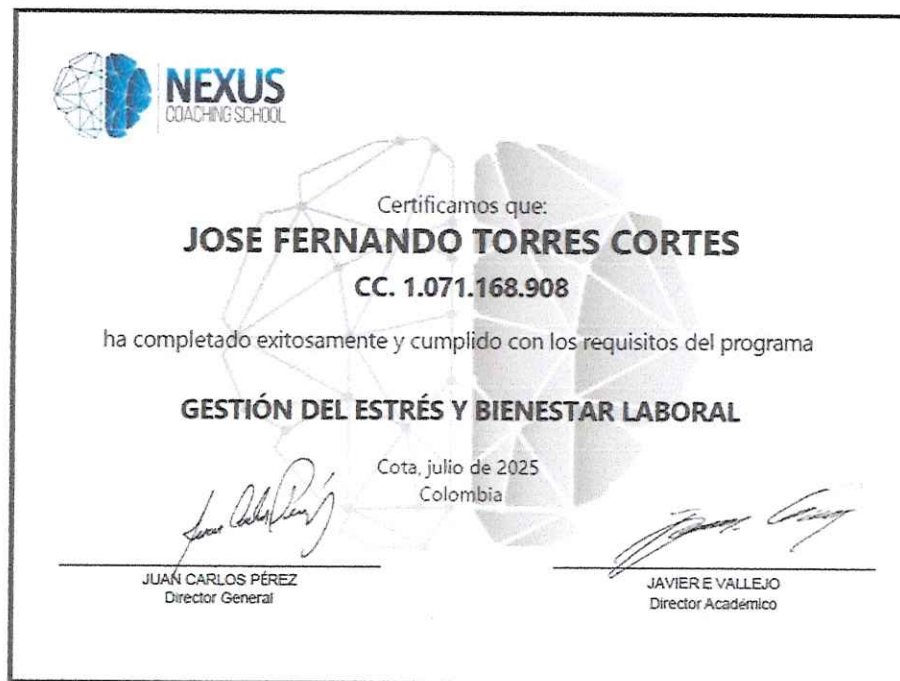 NEXUS
COACHING SCHOOL
Certificamos que:
JOSE FERNANDO TORRES CORTES
CC. 1.071.168.908
ha completado exitosamente y cumplido con los requisitos del programa
GESTIÓN DEL ESTRÉS Y BIENESTAR LABORAL
Cota, julio de 2025
Colombia
JUAN CARLOS PÉREZ
Director General
JAVIER E VALLEJO
Director Académico